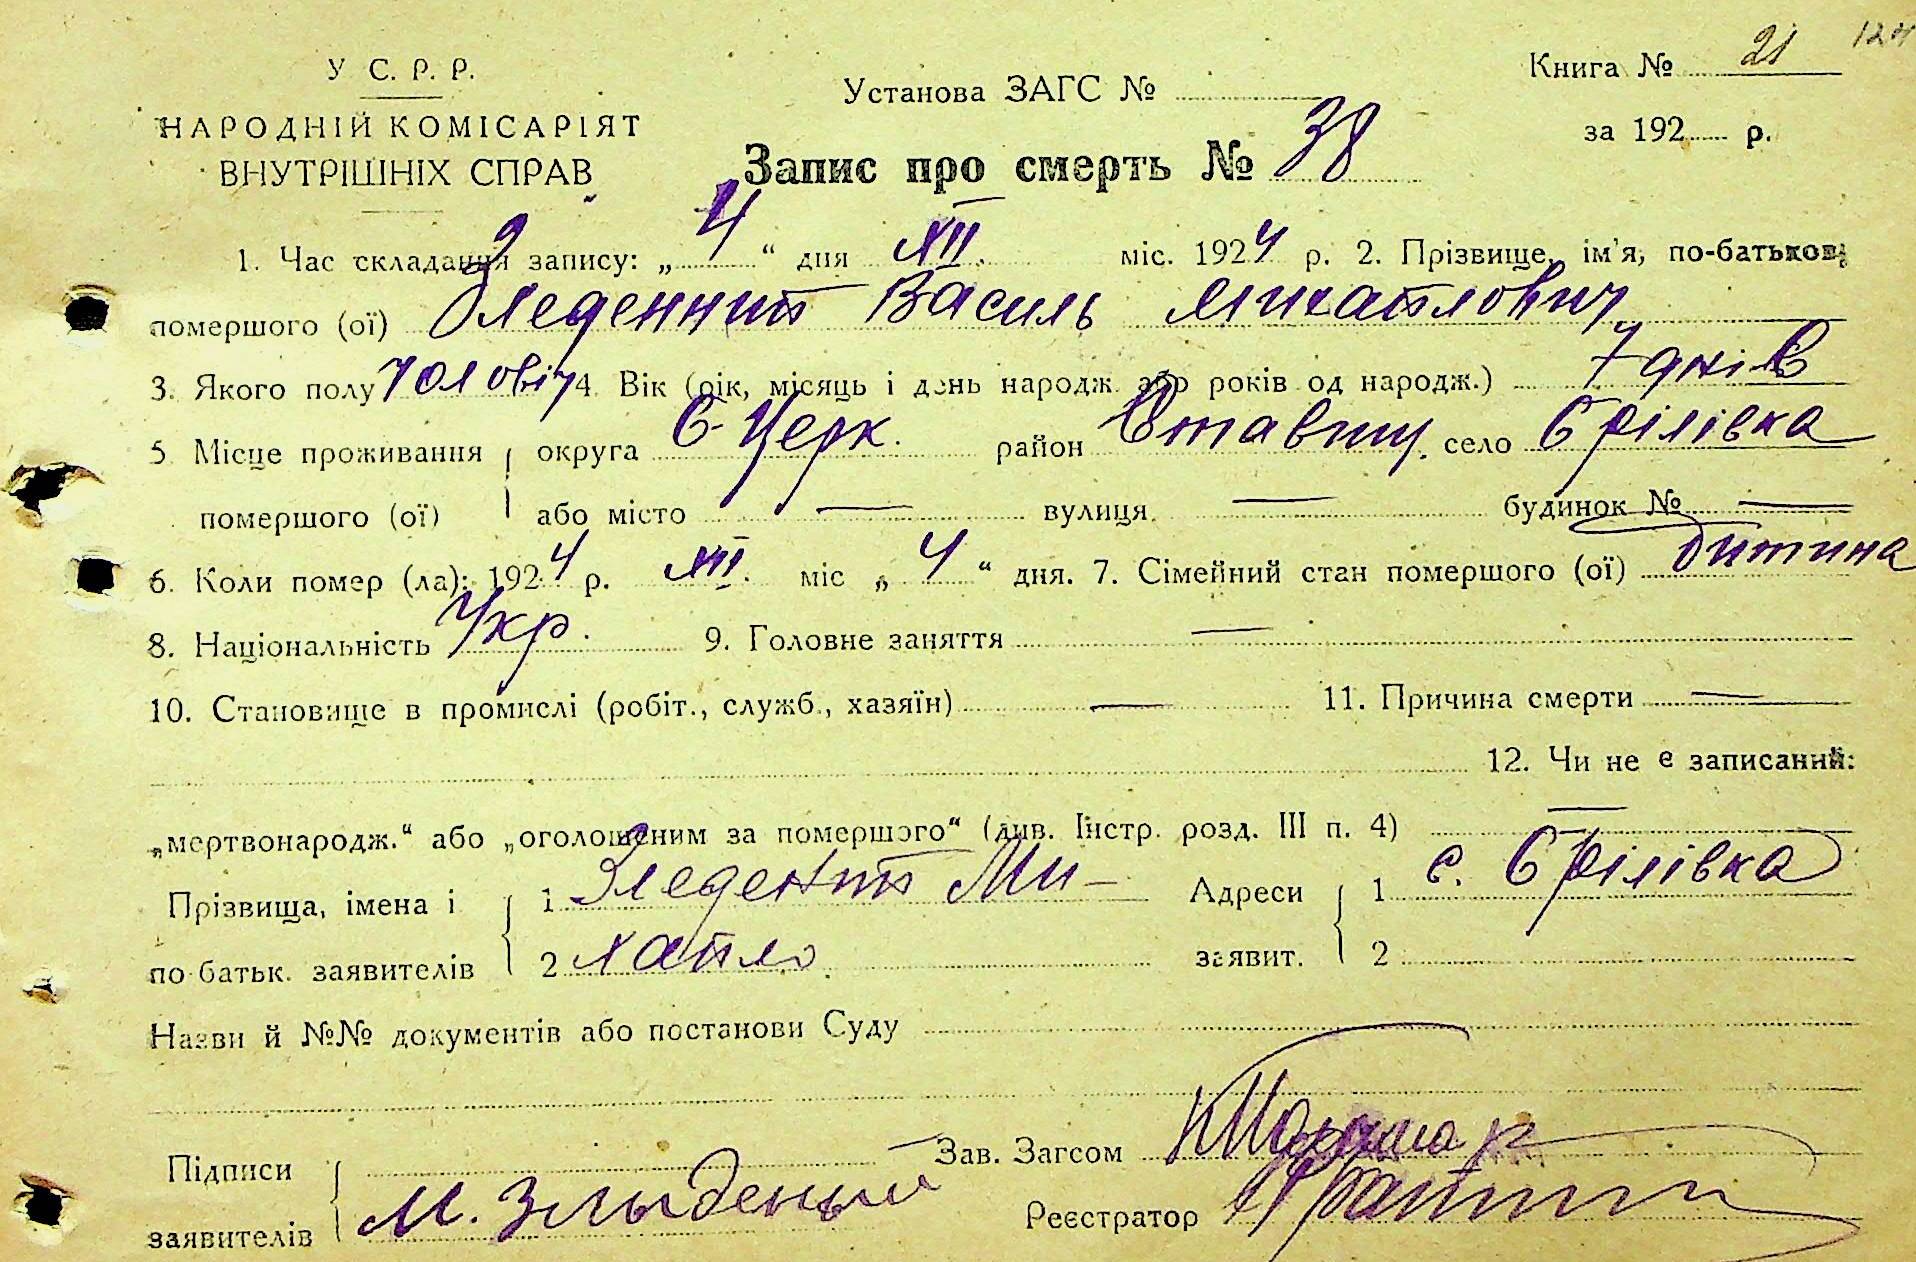 Книга № 21 124
У С. Р. Р.
Установа ЗАГС №
НАРОДНІЙ КОМІСАРІЯТ
за 192 р.
ВНУТРІШНІХ СПРАВ
Запис про смерть № 38
1. Час складання запису: „ 4 “ дня XII. міс. 1924 р. 2. Прізвище, ім'я, по-батькові
помершого (ої) Зледенний Василь Михайлович
3. Якого полу чоловіч 4. Вік (рік, місяць і день народж. або років од народж.) 7 днів
5. Місце проживання округа Б-Церк. район Ставищ. село Брілівка
помершого (ої) або місто — вулиця — будинок № —
6. Коли помер (ла): 1924 р. XII. міс „ 4 “ дня. 7. Сімейний стан помершого (ої) дитина
8. Національність Укр. 9. Головне заняття —
10. Становище в промислі (робіт., служб., хазяїн) — 11. Причина смерти —
12. Чи не є записаний:
„мертвонародж.“ або „оголошеним за помершого“ (див. Інстр. розд. III п. 4) —
Прізвища, імена і 1 Зледений Ми- Адреси 1 с. Брілівка
по батьк. заявителів 2 хайло заявит. 2
Назви й №№ документів або постанови Суду
Підписи Зав. Загсом
заявителів М. Злыденый Реєстратор